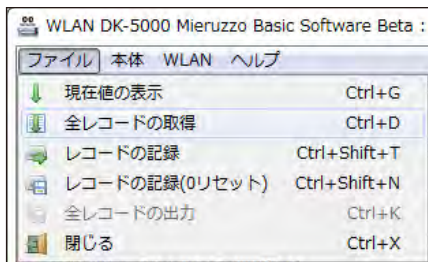 WLAN DK-5000 Mieruzzo Basic Software Beta :
ファイル 本体 WLAN ヘルプ
現在値の表示 Ctrl+G
全レコードの取得 Ctrl+D
レコードの記録 Ctrl+Shift+T
レコードの記録(0リセット) Ctrl+Shift+N
全レコードの出力 Ctrl+K
閉じる Ctrl+X